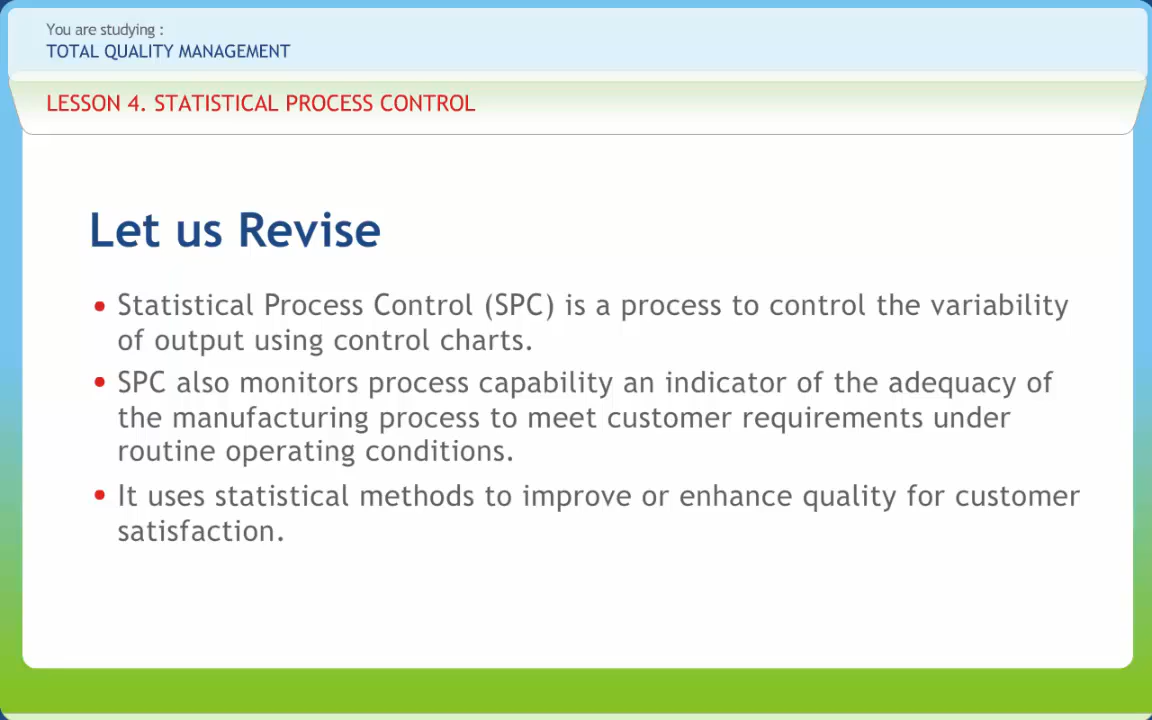 You are studying :
TOTAL QUALITY MANAGEMENT
LESSON 4. STATISTICAL PROCESS CONTROL
Let us Revise
• Statistical Process Control (SPC) is a process to control the variability
of output using control charts.
• SPC also monitors process capability an indicator of the adequacy of
the manufacturing process to meet customer requirements under
routine operating conditions.
• It uses statistical methods to improve or enhance quality for customer
satisfaction.